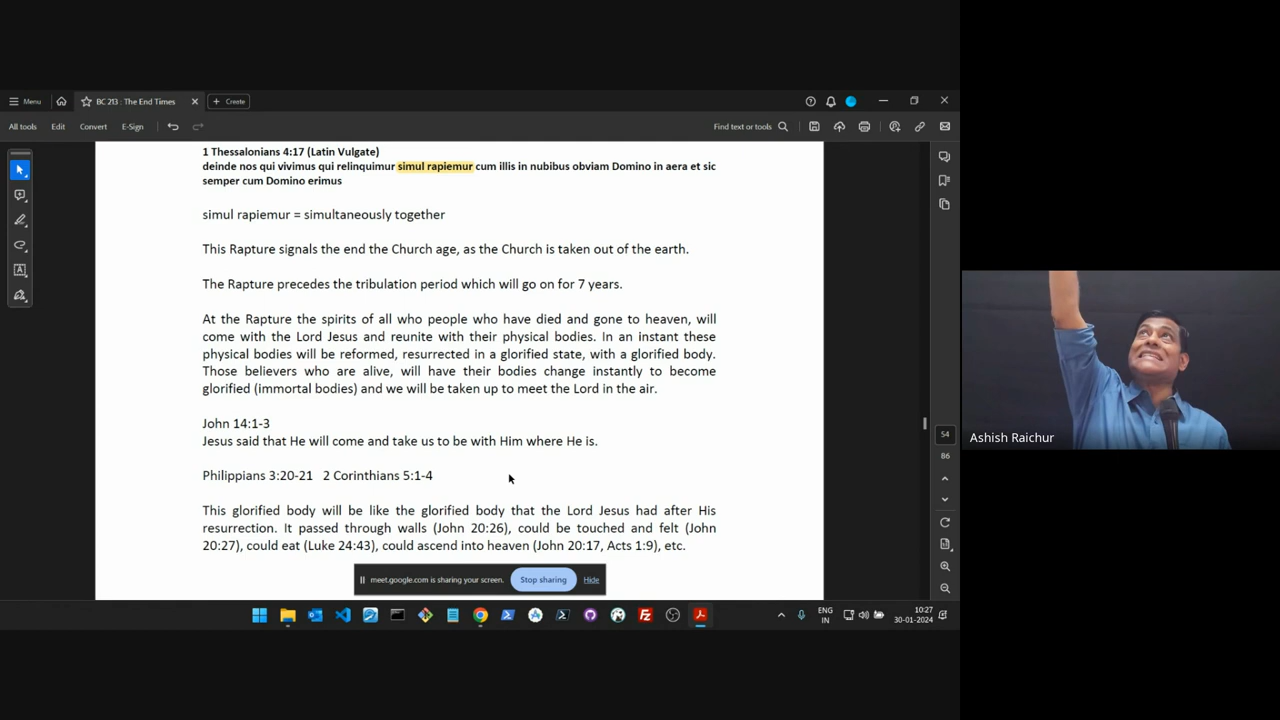 Menu
BC 213 : The End Times
Create
All tools
Edit
Convert
E-Sign
Find text or tools
1 Thessalonians 4:17 (Latin Vulgate)
deinde nos qui vivimus qui relinquimur simul rapiemur cum illis in nubibus obviam Domino in aera et sic
semper cum Domino erimus
simul rapiemur = simultaneously together
This Rapture signals the end the Church age, as the Church is taken out of the earth.
The Rapture precedes the tribulation period which will go on for 7 years.
At the Rapture the spirits of all who people who have died and gone to heaven, will
come with the Lord Jesus and reunite with their physical bodies. In an instant these
physical bodies will be reformed, resurrected in a glorified state, with a glorified body.
Those believers who are alive, will have their bodies change instantly to become
glorified (immortal bodies) and we will be taken up to meet the Lord in the air.
John 14:1-3
Jesus said that He will come and take us to be with Him where He is.
Philippians 3:20-21 2 Corinthians 5:1-4
This glorified body will be like the glorified body that the Lord Jesus had after His
resurrection. It passed through walls (John 20:26), could be touched and felt (John
20:27), could eat (Luke 24:43), could ascend into heaven (John 20:17, Acts 1:9), etc.
54
86
meet.google.com is sharing your screen.
Stop sharing
Hide
ENG
IN
10:27
30-01-2024
Ashish Raichur